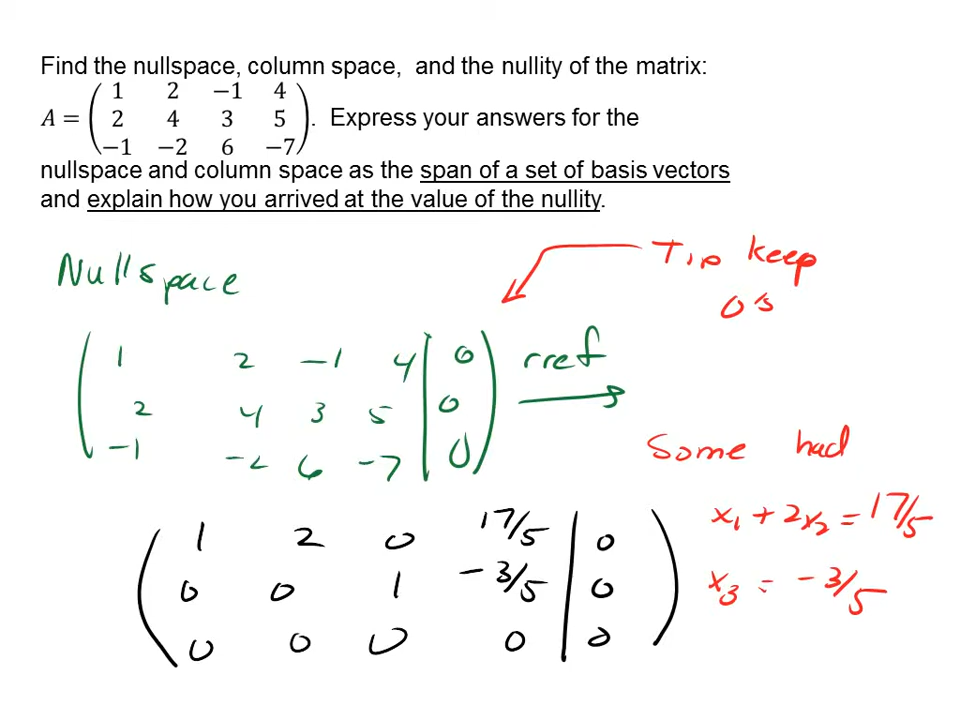 Find the nullspace, column space, and the nullity of the matrix:
1 2 −1 4
A = ( 2 4 3 5 ). Express your answers for the
−1 −2 6 −7
nullspace and column space as the span of a set of basis vectors
and explain how you arrived at the value of the nullity.
Nullspace
Tip keep
0's
1 2 −1 4 | 0
rref
2 4 3 5 | 0
−1 −2 6 −7 | 0
Some had
1 2 0 17/5 | 0
x₁ + 2x₂ = 17/5
0 0 1 −3/5 | 0
x₃ = −3/5
0 0 0 0 | 0